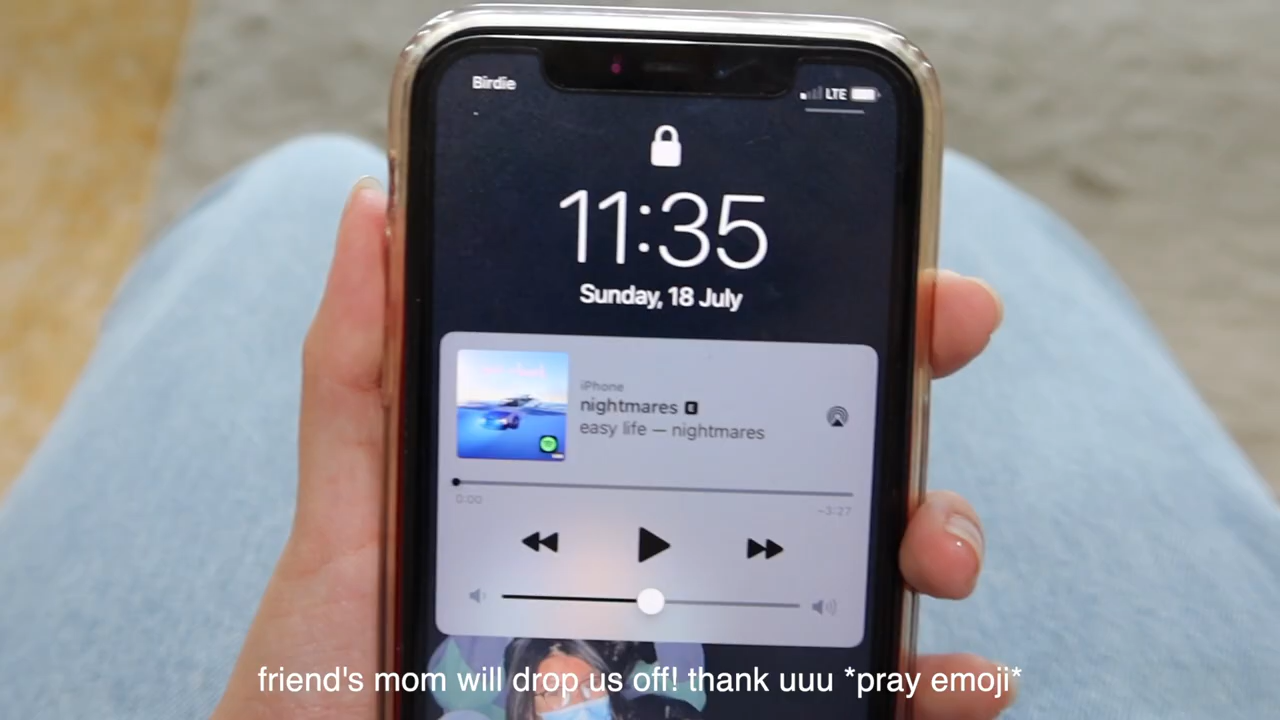 Birdie
LTE
11:35
Sunday, 18 July
iPhone
nightmares E
easy life — nightmares
0:00
-3:27
friend's mom will drop us off! thank uuu *pray emoji*